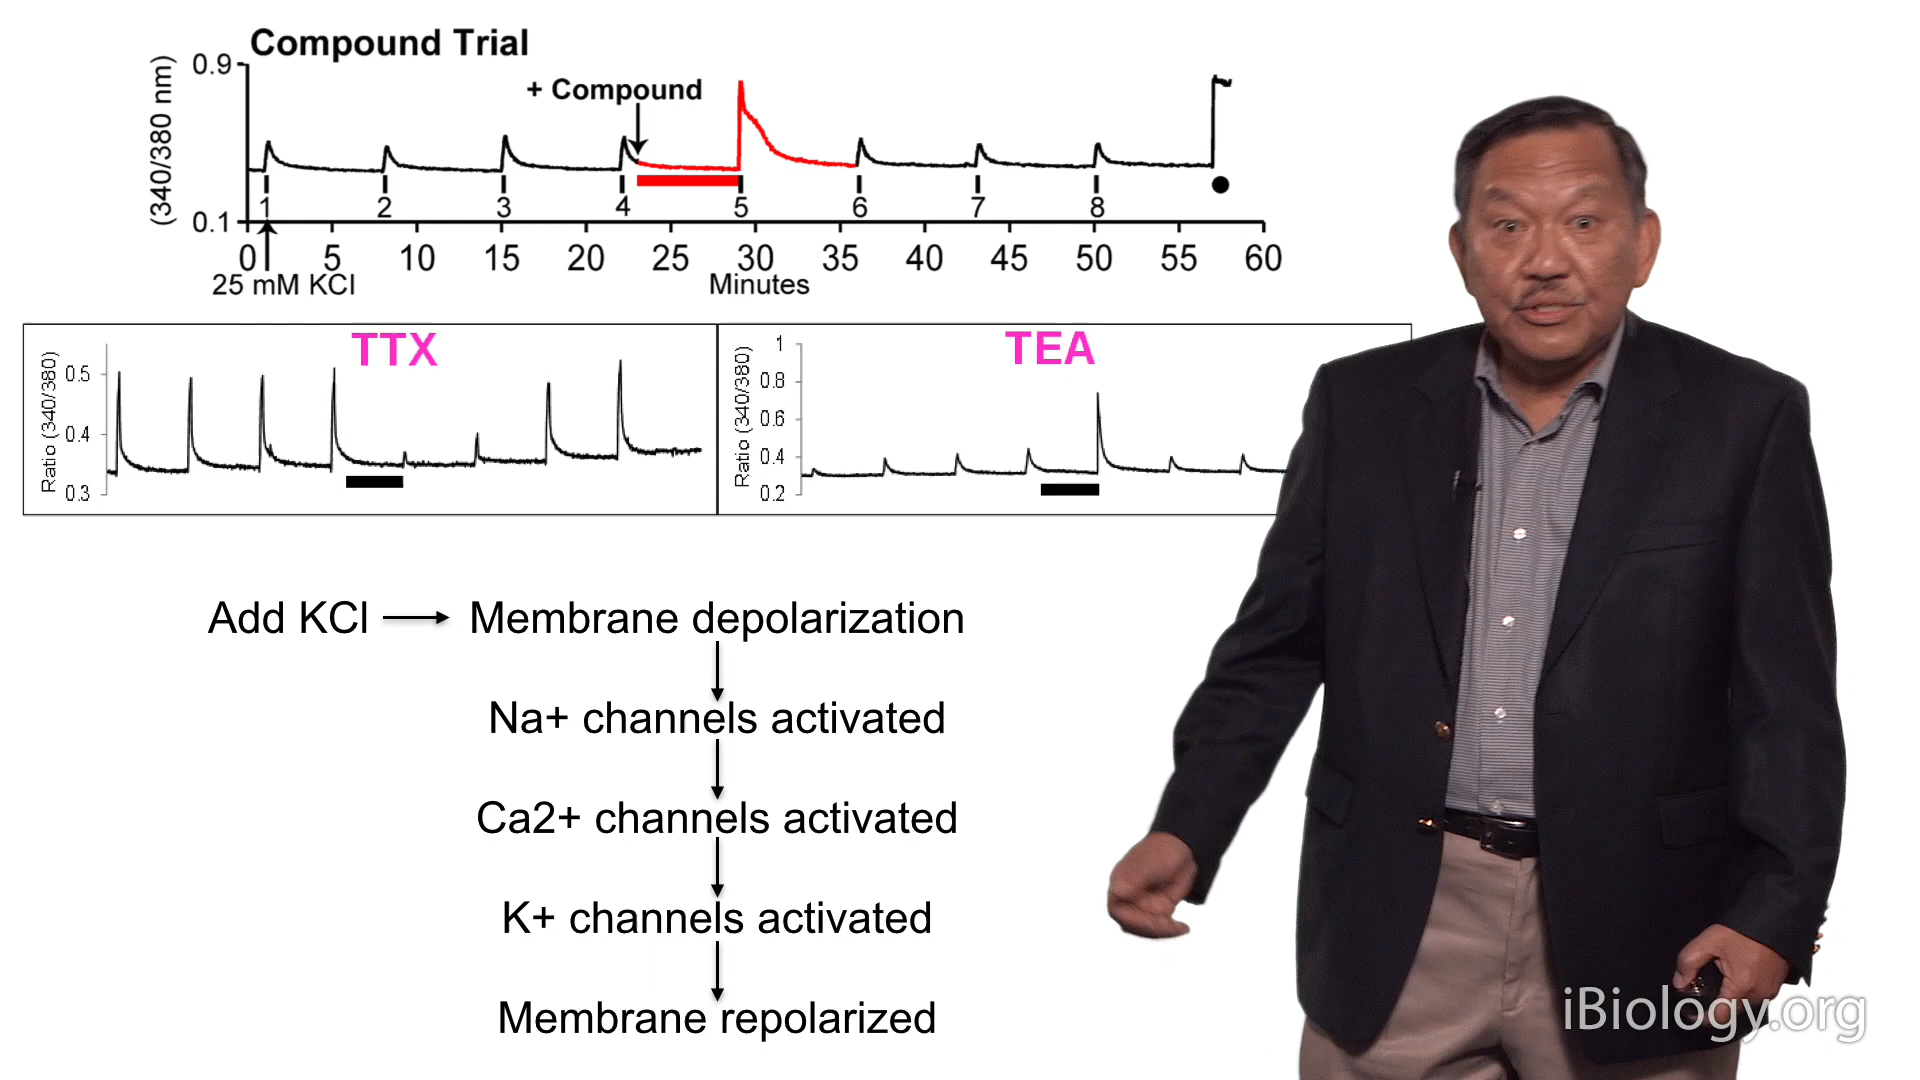 Compound Trial
0.9
+ Compound
(340/380 nm)
1 2 3 4 5 6 7 8
0.1
0 5 10 15 20 25 30 35 40 45 50 55 60
25 mM KCl
Minutes
TTX
Ratio (340/380)
0.5
0.4
0.3
TEA
Ratio (340/380)
1
0.8
0.6
0.4
0.2
Add KCl
Membrane depolarization
Na+ channels activated
Ca2+ channels activated
K+ channels activated
Membrane repolarized
iBiology.org